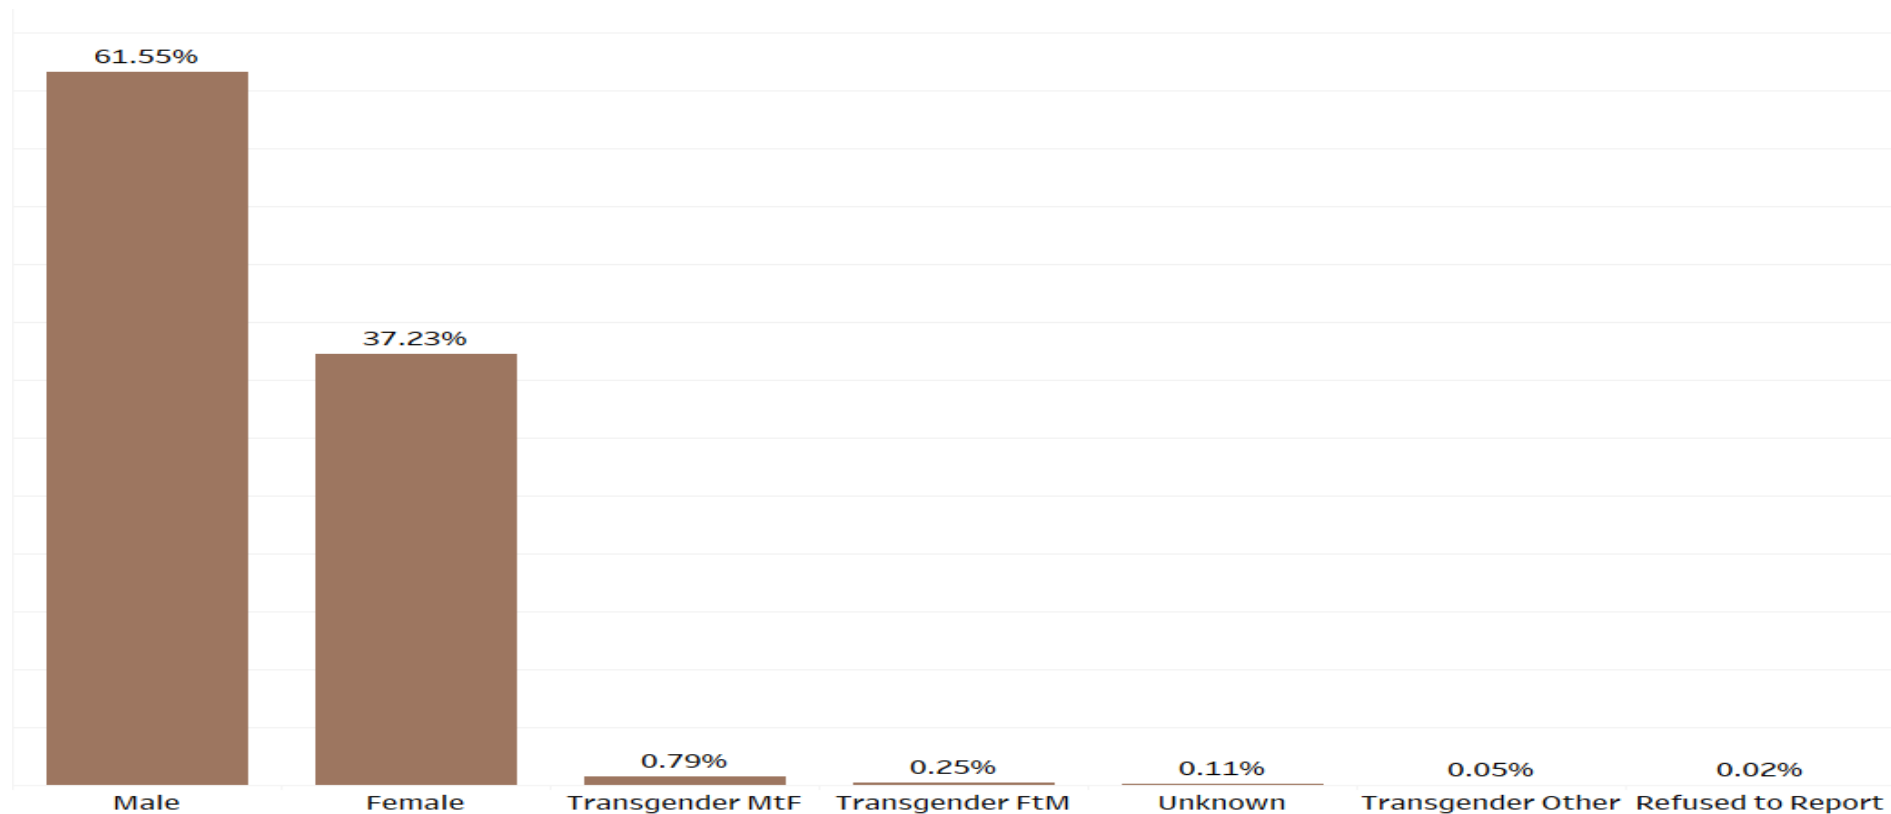 61.55%
37.23%
0.79%
0.25%
0.11%
0.05%
0.02%
Male
Female
Transgender MtF
Transgender FtM
Unknown
Transgender Other
Refused to Report